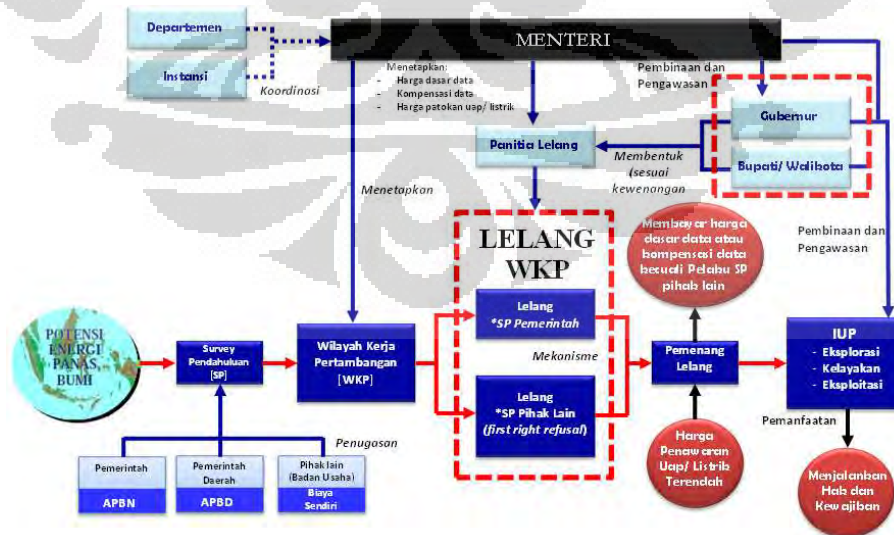 Departemen
Instansi
Koordinosi
MENTERI
Menetapkan:
- Harga dasar data
- Kompensasi data
- Harga patokan uap/ listrik
Pembinaan dan
Pengawasan
Gubernur
Bupati/ Walikota
Panitia Lelang
Membentuk
(sesuai
kewenangan
Menetapkan
Membayar harga
dasar data atau
kompensasi data
kecuali Pelaku SP
pihak lain
Pembinaan dan
Pengawasan
LELANG
WKP
Lelang
*SP Pemerintah
Mekanisme
Lelang
*SP Pihak Lain
(first right refusal)
POTENSI
ENERGI
PANAS
BUMI
Survey
Pendahuluan
[SP]
Wilayah Kerja
Pertambangan
[WKP]
Pemenang
Lelang
IUP
- Eksplorasi
- Kelayakan
- Eksploitasi
Penugasan
Pemerintah
APBN
Pemerintah
Daerah
APBD
Pihak lain
(Badan Usaha)
Biaya
Sendiri
Harga
Penawaran
Uap/ Listrik
Terendah
Pemanfaatan
Menjalankan
Hak dan
Kewajiban